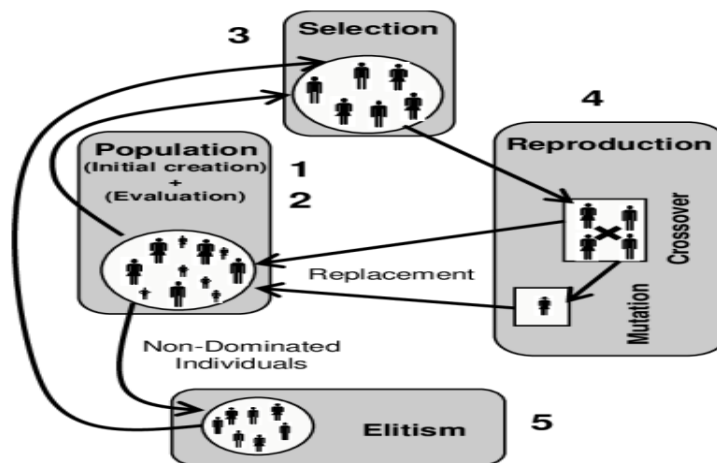 3
Selection
4
Population
(Initial creation)
+
(Evaluation)
1
2
Reproduction
Crossover
Mutation
Replacement
Non-Dominated
Individuals
Elitism
5